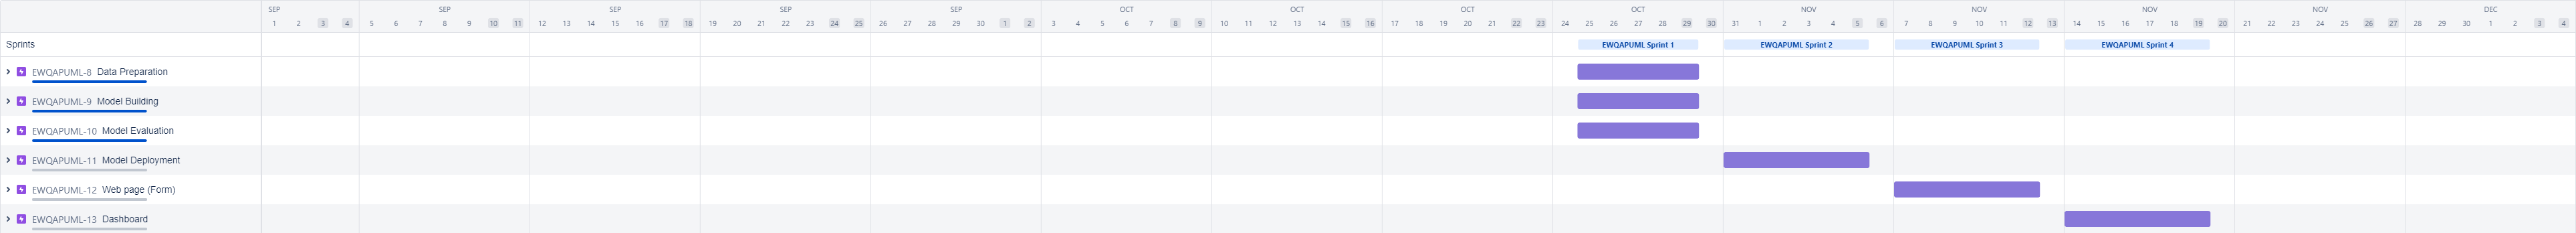 SEP SEP SEP SEP SEP OCT OCT OCT OCT NOV NOV NOV NOV DEC
1 2 3 4 5 6 7 8 9 10 11 12 13 14 15 16 17 18 19 20 21 22 23 24 25 26 27 28 29 30 1 2 3 4 5 6 7 8 9 10 11 12 13 14 15 16 17 18 19 20 21 22 23 24 25 26 27 28 29 30 31 1 2 3 4 5 6 7 8 9 10 11 12 13 14 15 16 17 18 19 20 21 22 23 24 25 26 27 28 29 30 1 2 3 4
Sprints EWQAPUML Sprint 1 EWQAPUML Sprint 2 EWQAPUML Sprint 3 EWQAPUML Sprint 4
EWQAPUML-8 Data Preparation
EWQAPUML-9 Model Building
EWQAPUML-10 Model Evaluation
EWQAPUML-11 Model Deployment
EWQAPUML-12 Web page (Form)
EWQAPUML-13 Dashboard